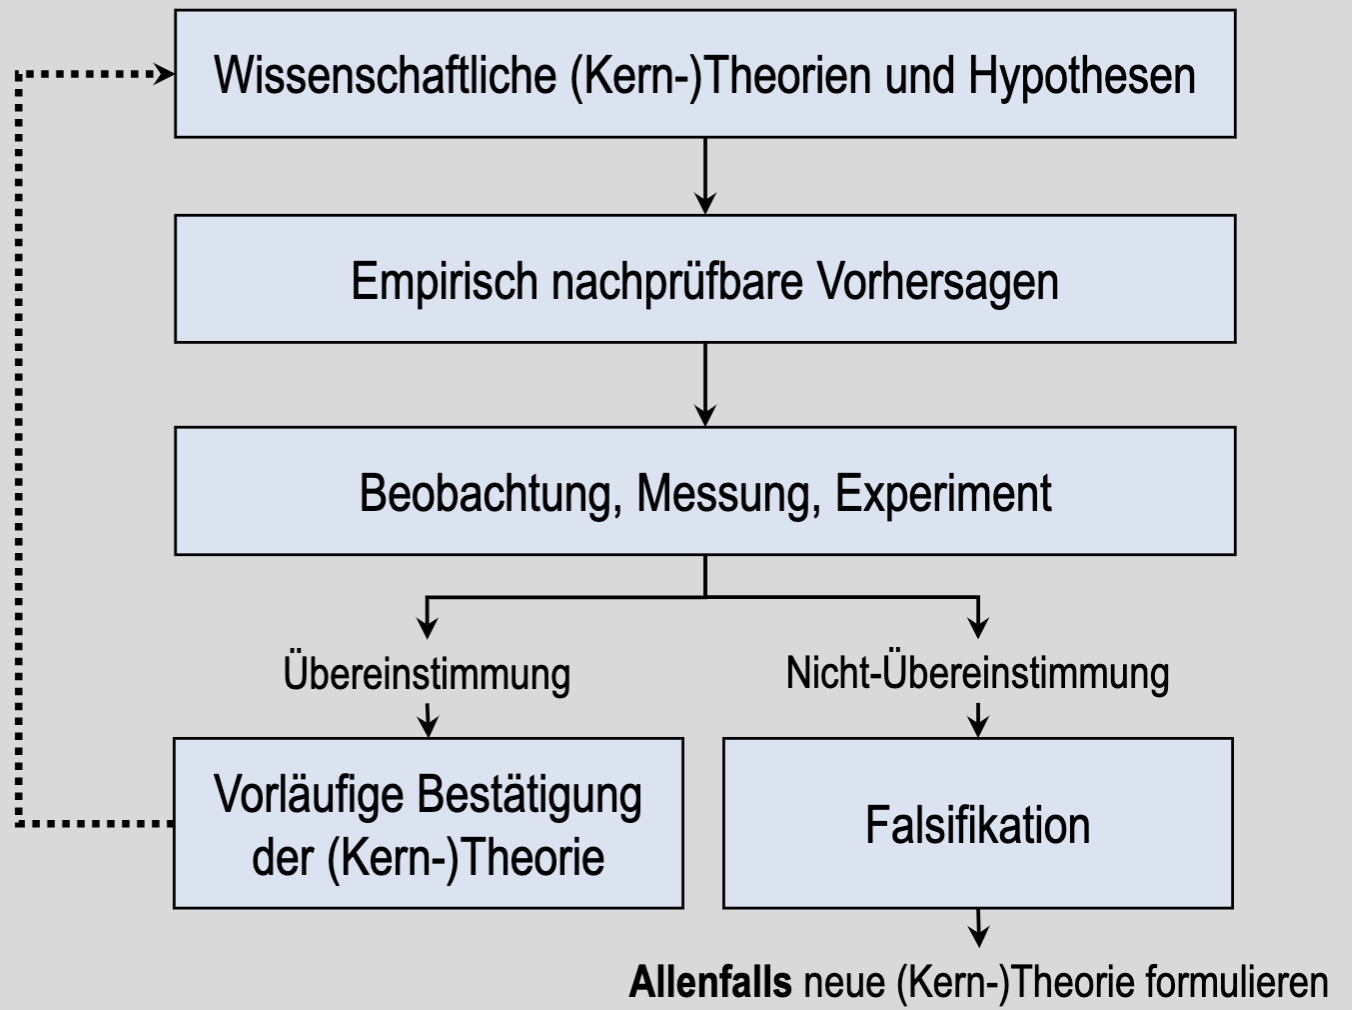 Wissenschaftliche (Kern-)Theorien und Hypothesen
Empirisch nachprüfbare Vorhersagen
Beobachtung, Messung, Experiment
Übereinstimmung
Nicht-Übereinstimmung
Vorläufige Bestätigung
der (Kern-)Theorie
Falsifikation
Allenfalls neue (Kern-)Theorie formulieren